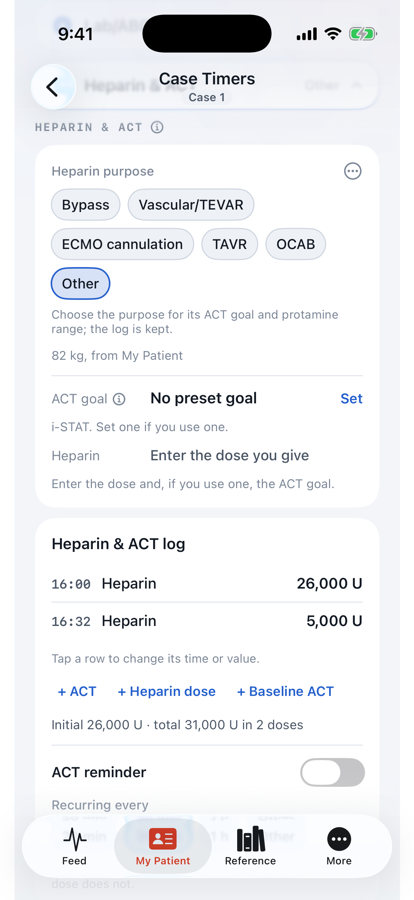 9:41
Case Timers
Case 1
Heparin & ACT
Other
HEPARIN & ACT
Heparin purpose
Bypass
Vascular/TEVAR
ECMO cannulation
TAVR
OCAB
Other
Choose the purpose for its ACT goal and protamine
range; the log is kept.
82 kg, from My Patient
ACT goal
No preset goal
Set
i-STAT. Set one if you use one.
Heparin
Enter the dose you give
Enter the dose and, if you use one, the ACT goal.
Heparin & ACT log
16:00 Heparin 26,000 U
16:32 Heparin 5,000 U
Tap a row to change its time or value.
+ ACT + Heparin dose + Baseline ACT
Initial 26,000 U · total 31,000 U in 2 doses
ACT reminder
Recurring every
Feed
My Patient
Reference
More
dose does not.